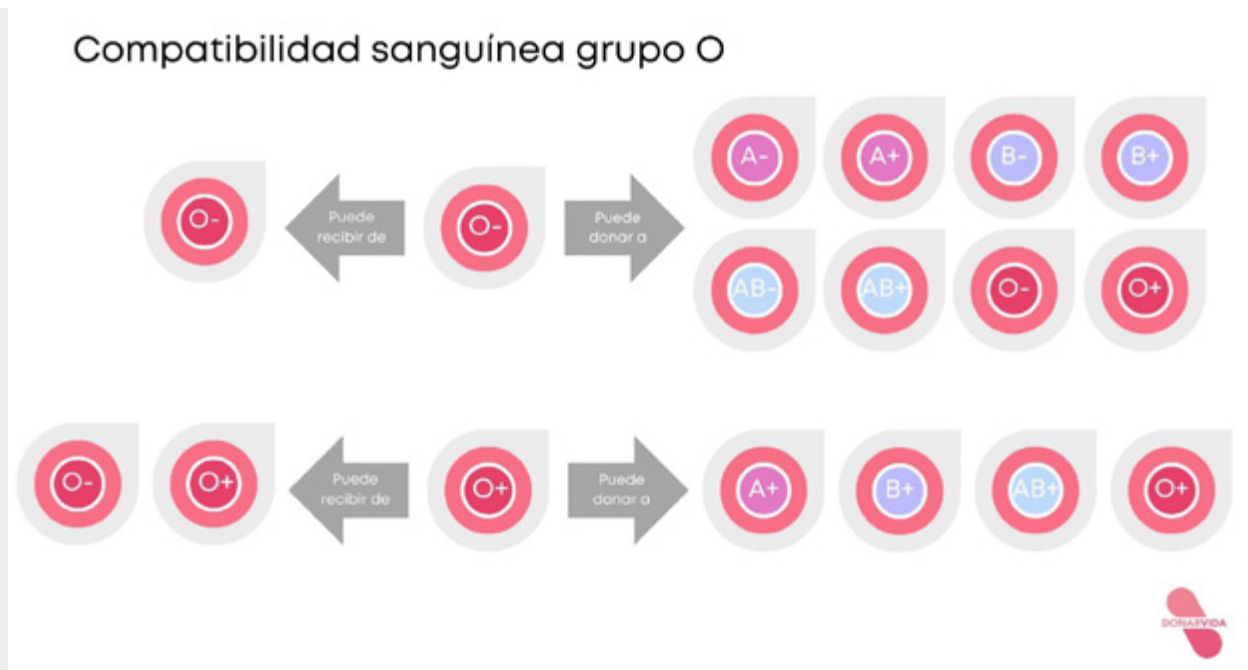 Compatibilidad sanguínea grupo O
A-
A+
B-
B+
O-
Puede
recibir de
O-
Puede
donar a
AB-
AB+
O-
O+
O-
O+
Puede
recibir de
O+
Puede
donar a
A+
B+
AB+
O+
DONARVIDA